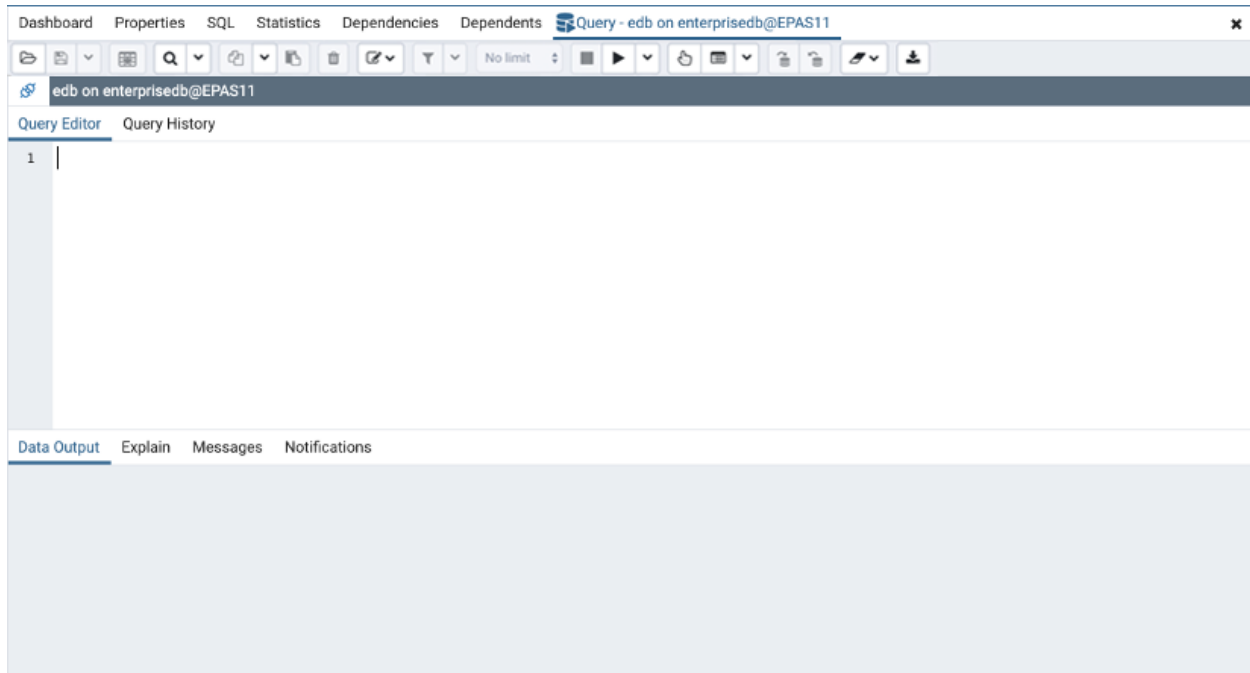 Dashboard Properties SQL Statistics Dependencies Dependents Query - edb on enterprisedb@EPAS11
No limit
edb on enterprisedb@EPAS11
Query Editor Query History
1
Data Output Explain Messages Notifications